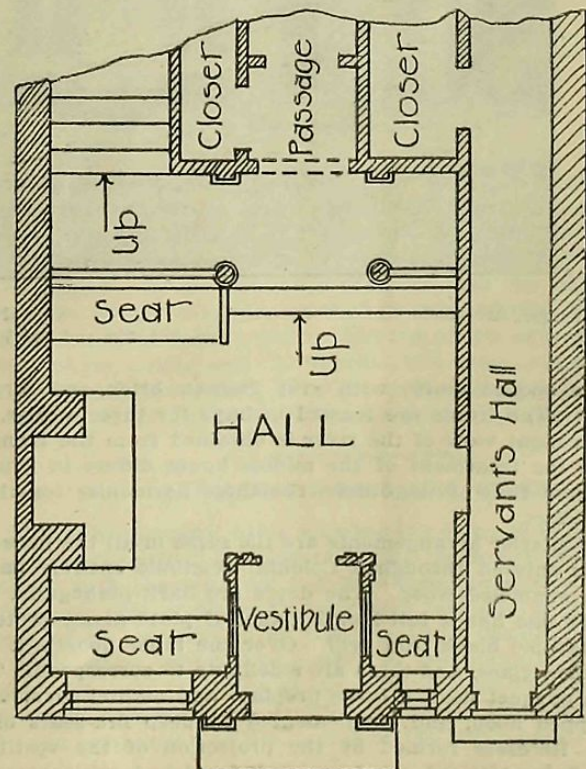 Closet
Passage
Closet
Up
Seat
Up
HALL
Servant's Hall
Seat
Vestibule
Seat